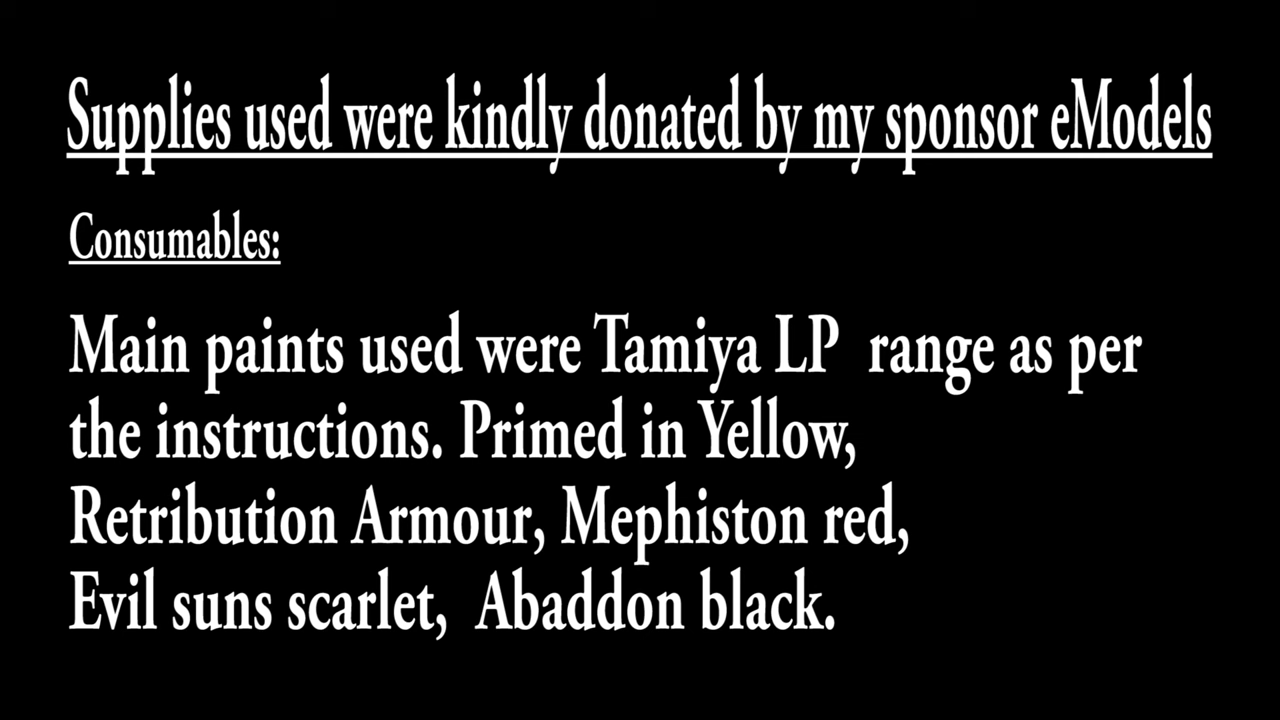 Supplies used were kindly donated by my sponsor eModels
Consumables:
Main paints used were Tamiya LP  range as per
the instructions. Primed in Yellow,
Retribution Armour, Mephiston red,
Evil suns scarlet,  Abaddon black.